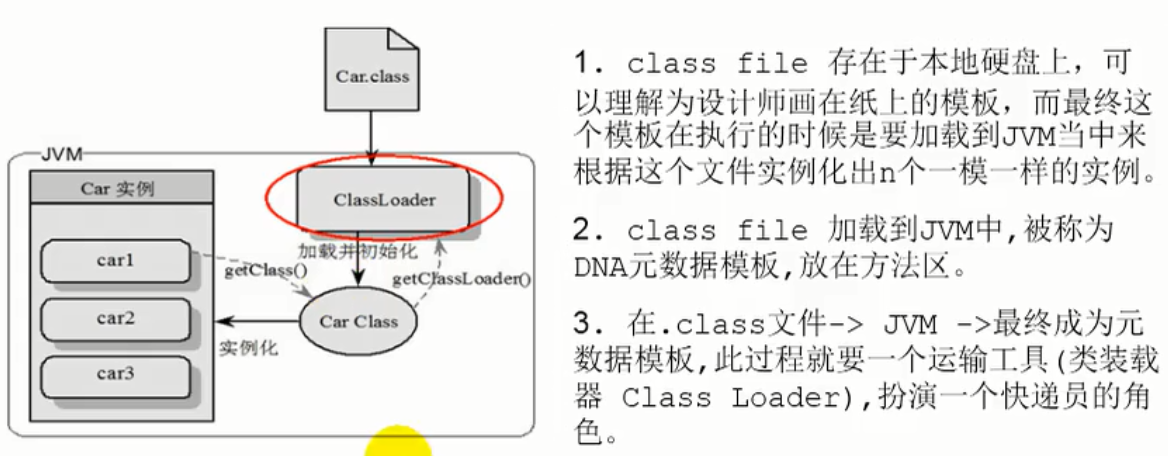 Car.class
JVM
Car 实例
ClassLoader
加载并初始化
car1
getClass()
getClassLoader()
car2
Car Class
实例化
car3
1. class file 存在于本地硬盘上，可
以理解为设计师画在纸上的模板，而最终这
个模板在执行的时候是要加载到JVM当中来
根据这个文件实例化出n个一模一样的实例。
2. class file 加载到JVM中,被称为
DNA元数据模板,放在方法区。
3. 在.class文件-> JVM ->最终成为元
数据模板,此过程就要一个运输工具(类装载
器 Class Loader),扮演一个快递员的角
色。